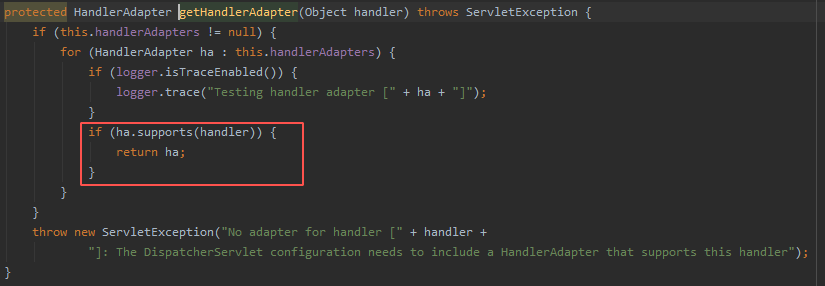 protected HandlerAdapter getHandlerAdapter(Object handler) throws ServletException {
if (this.handlerAdapters != null) {
for (HandlerAdapter ha : this.handlerAdapters) {
if (logger.isTraceEnabled()) {
logger.trace("Testing handler adapter [" + ha + "]");
}
if (ha.supports(handler)) {
return ha;
}
}
}
throw new ServletException("No adapter for handler [" + handler +
"]: The DispatcherServlet configuration needs to include a HandlerAdapter that supports this handler");
}